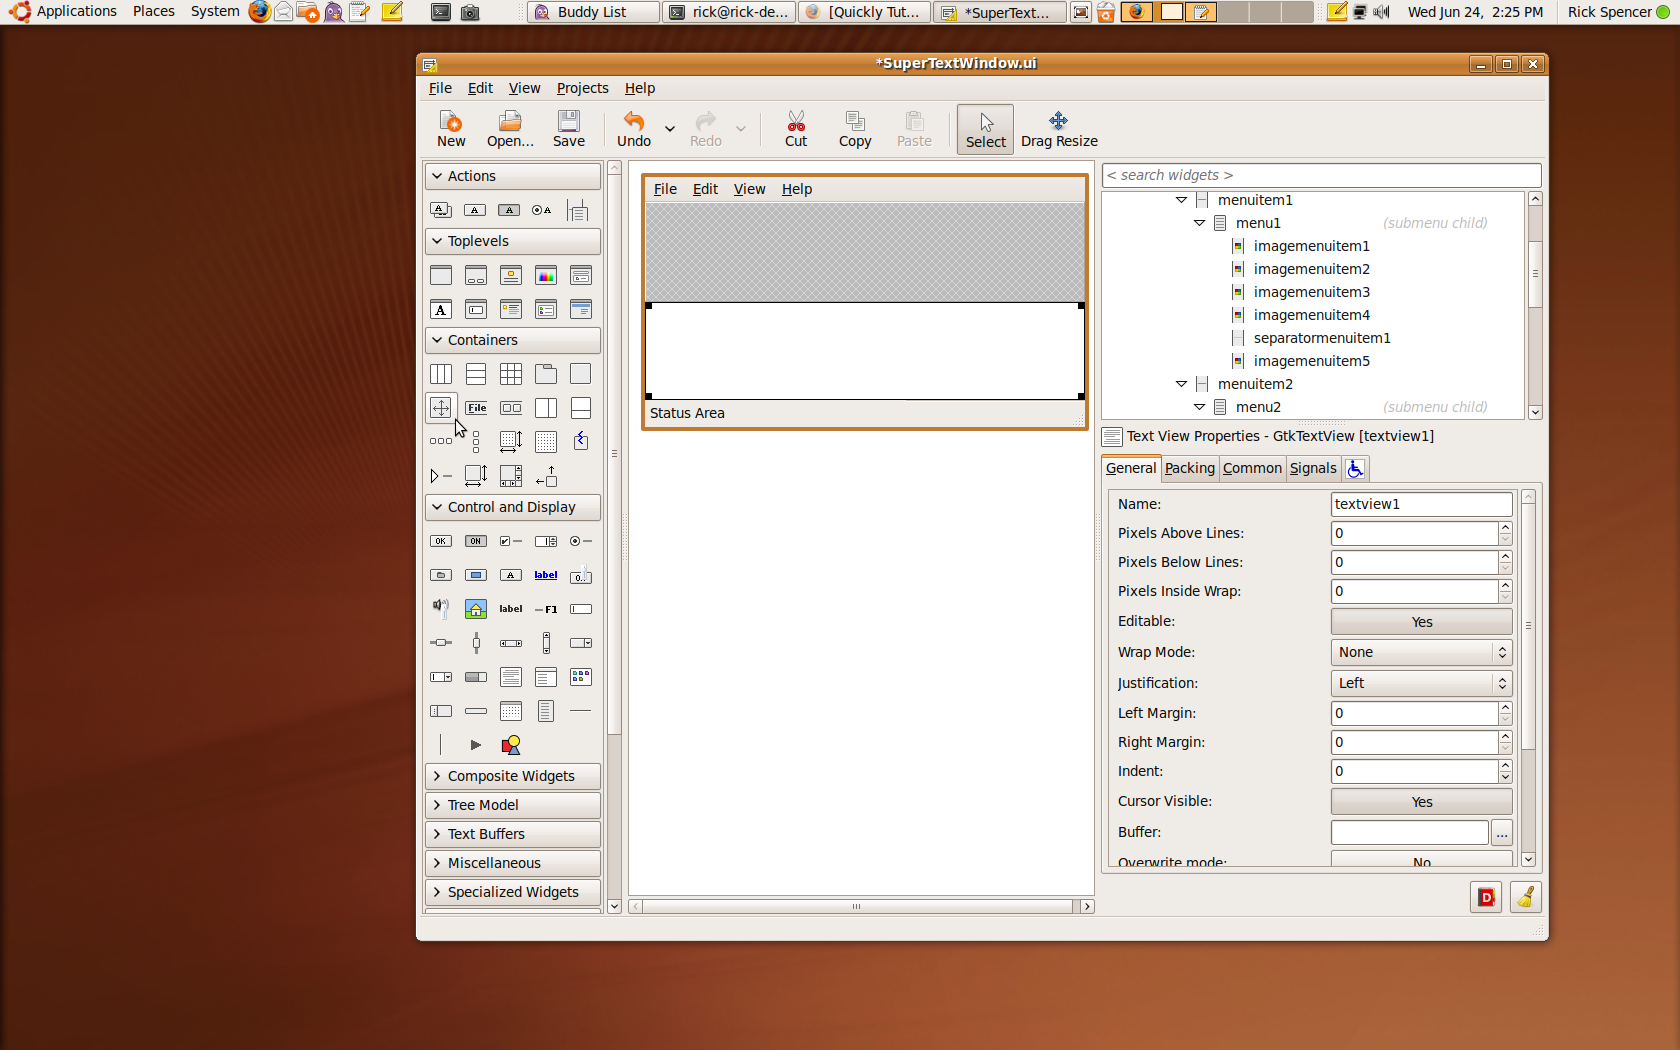 Applications Places System
Buddy List
rick@rick-de...
[Quickly Tut...
*SuperText...
Wed Jun 24, 2:25 PM
Rick Spencer
*SuperTextWindow.ui
File Edit View Projects Help
New Open... Save Undo Redo Cut Copy Paste Select Drag Resize
Actions
Toplevels
Containers
File
Control and Display
OK ON
label
label F1
Composite Widgets
Tree Model
Text Buffers
Miscellaneous
Specialized Widgets
File Edit View Help
Status Area
< search widgets >
menuitem1
menu1 (submenu child)
imagemenuitem1
imagemenuitem2
imagemenuitem3
imagemenuitem4
separatormenuitem1
imagemenuitem5
menuitem2
menu2 (submenu child)
Text View Properties - GtkTextView [textview1]
General Packing Common Signals
Name: textview1
Pixels Above Lines: 0
Pixels Below Lines: 0
Pixels Inside Wrap: 0
Editable: Yes
Wrap Mode: None
Justification: Left
Left Margin: 0
Right Margin: 0
Indent: 0
Cursor Visible: Yes
Buffer: ...
Overwrite mode: No
D